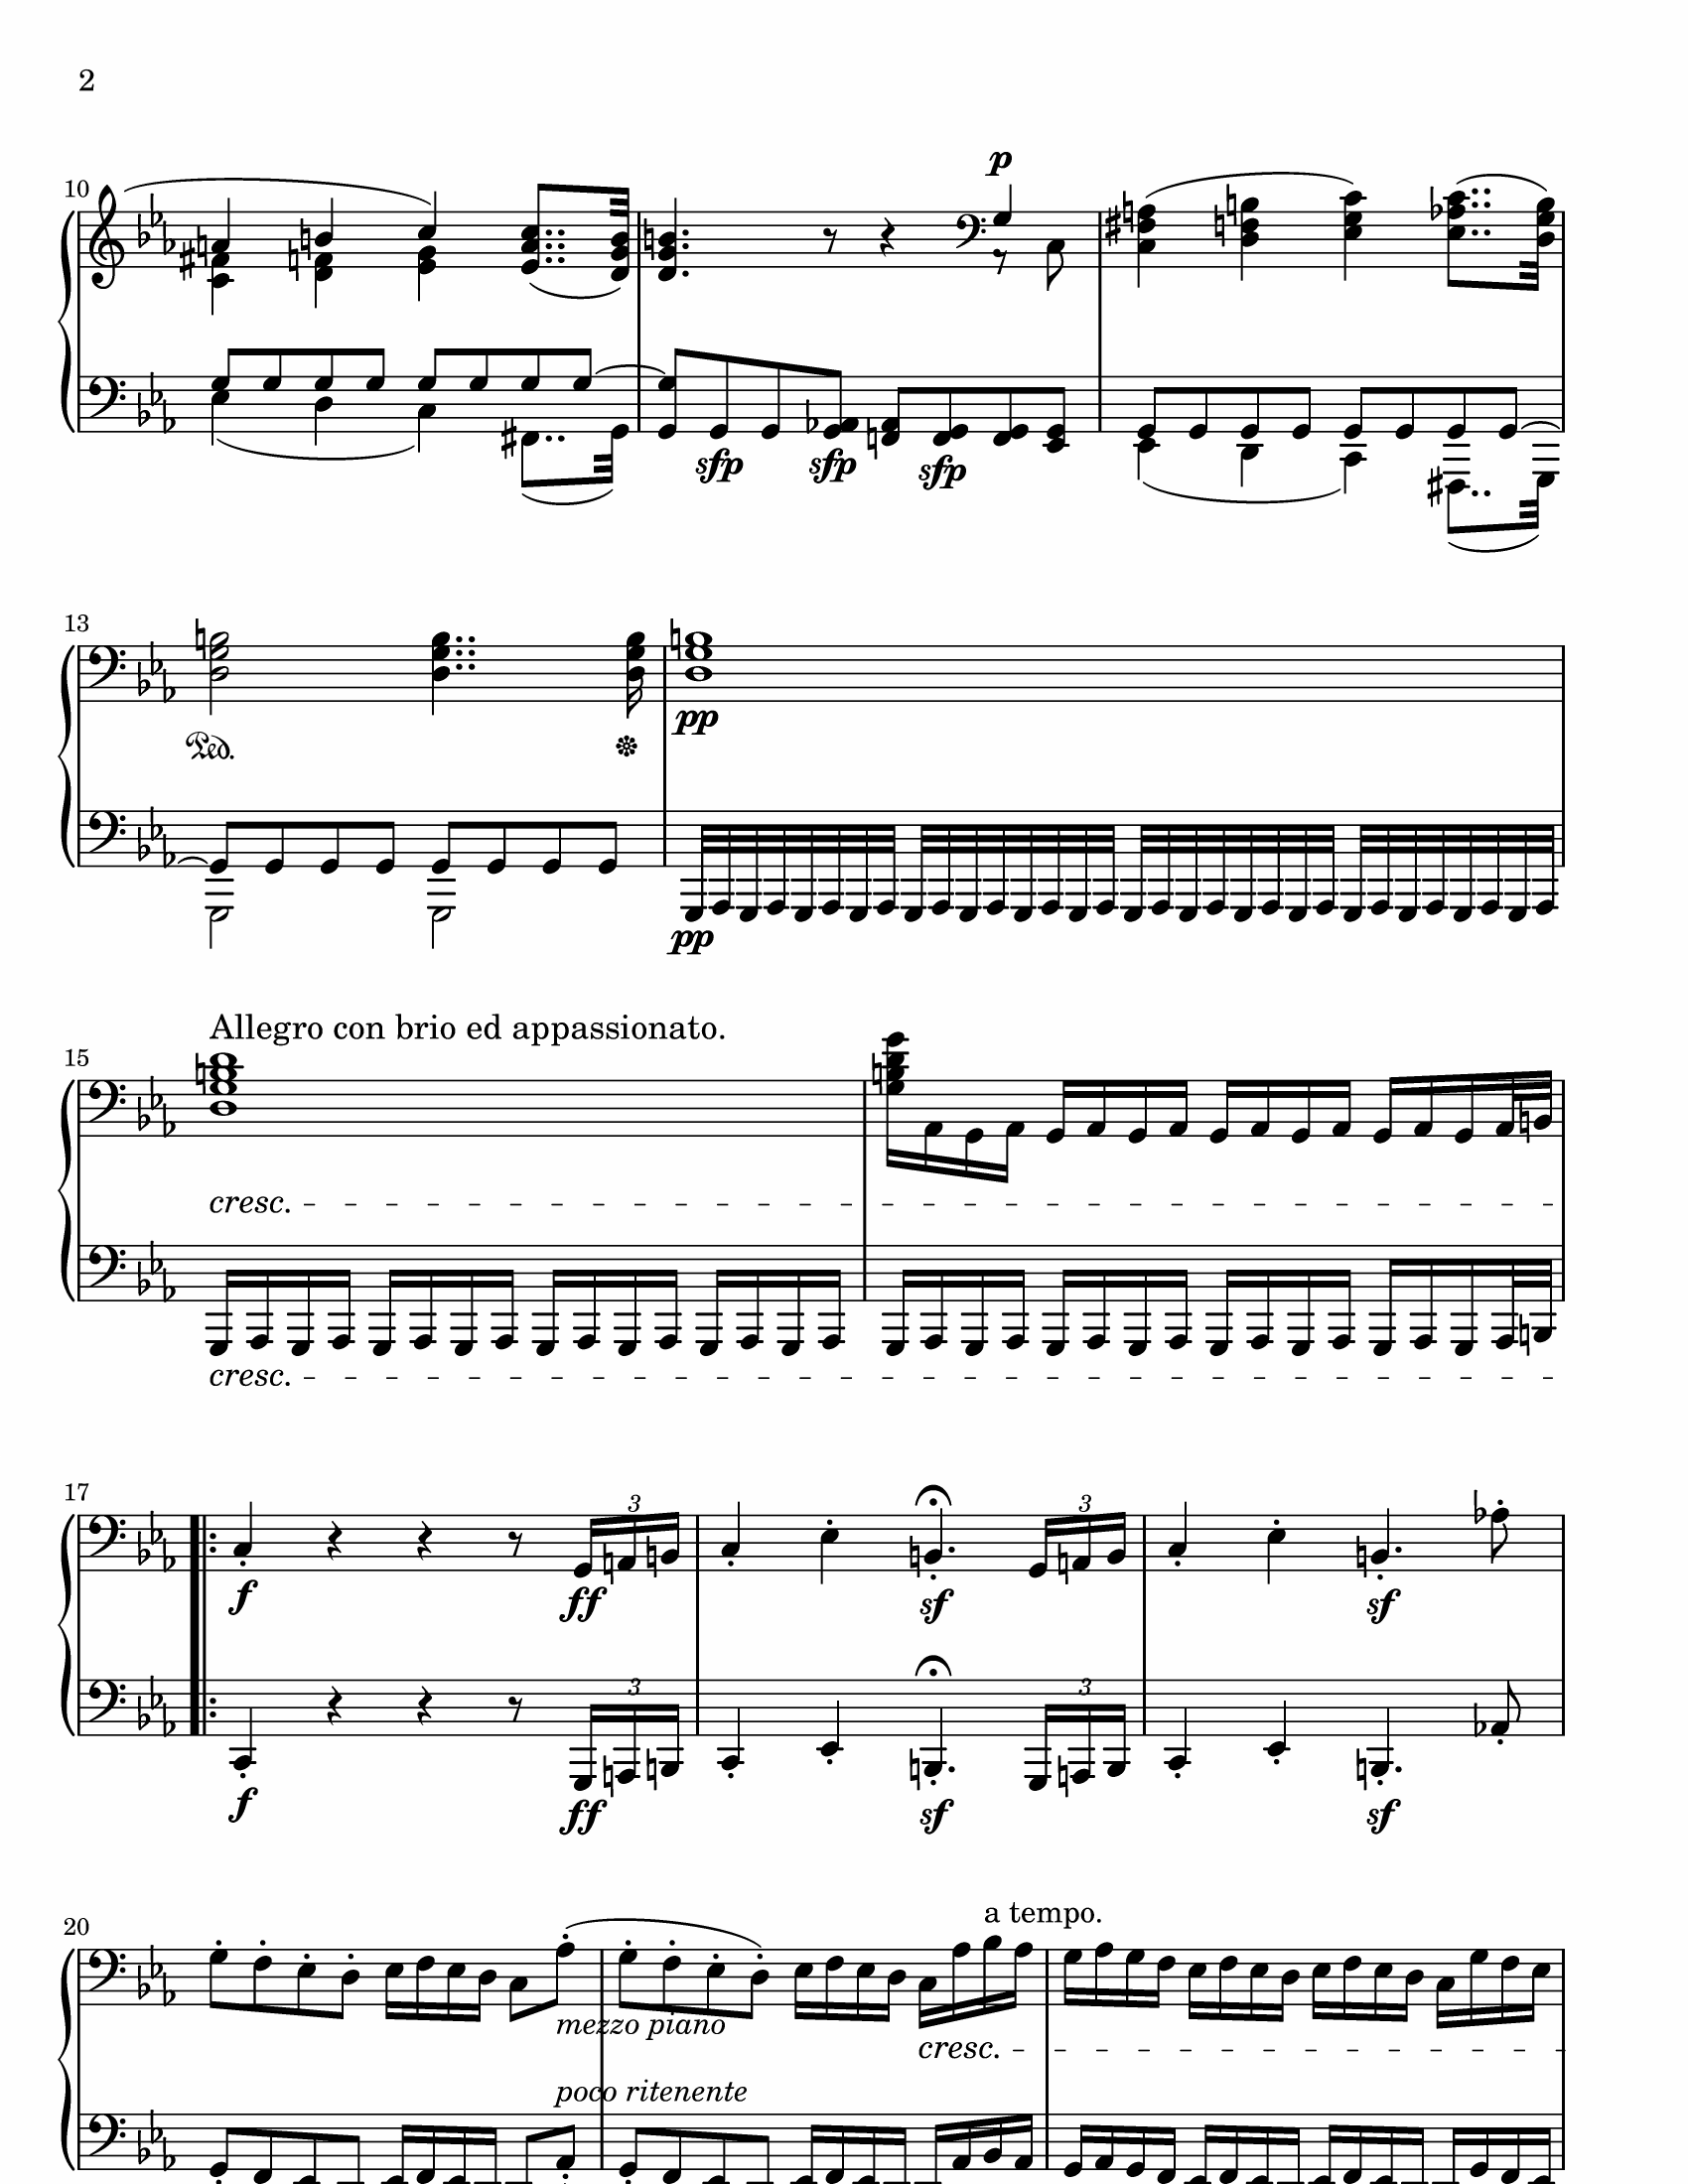 2
10
p
sfp sfp sfp
13
Ped.
pp
pp
Allegro con brio ed appassionato.
15
cresc.
cresc.
17
3 3
f ff sf sf
3 3
f ff sf sf
a tempo.
20
mezzo piano
cresc.
poco ritenente